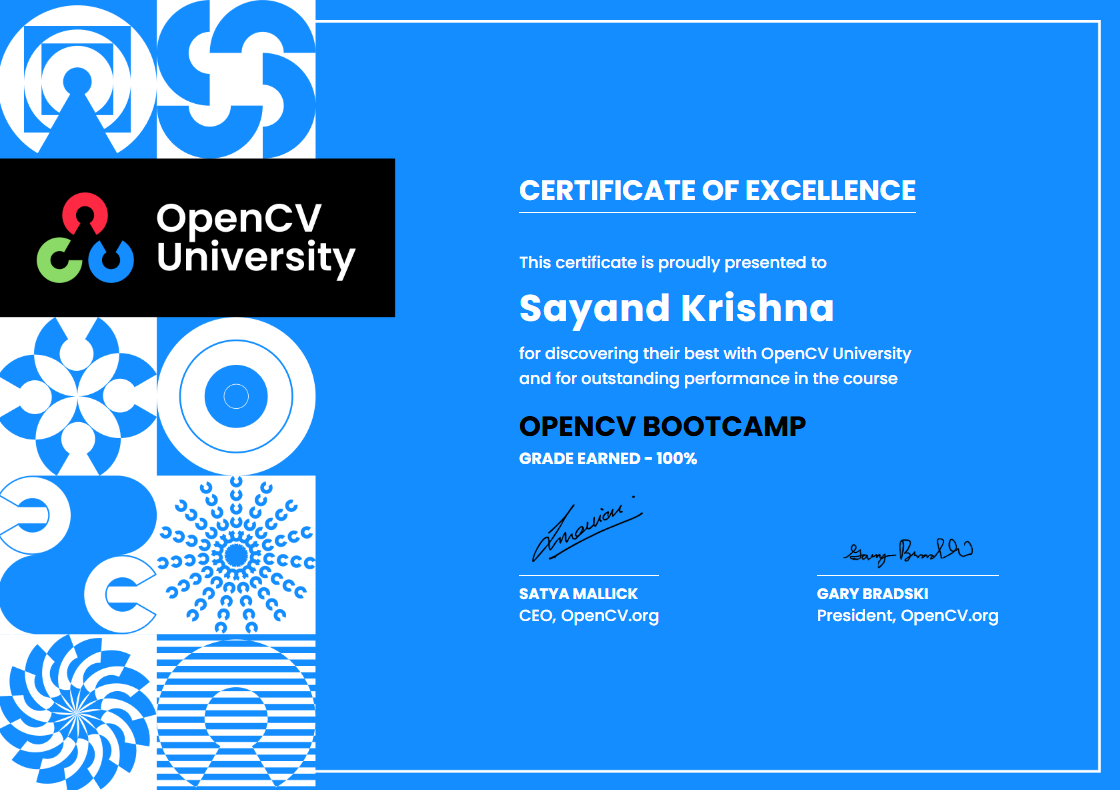 OpenCV
University
CERTIFICATE OF EXCELLENCE
This certificate is proudly presented to
Sayand Krishna
for discovering their best with OpenCV University
and for outstanding performance in the course
OPENCV BOOTCAMP
GRADE EARNED - 100%
SATYA MALLICK
CEO, OpenCV.org
GARY BRADSKI
President, OpenCV.org